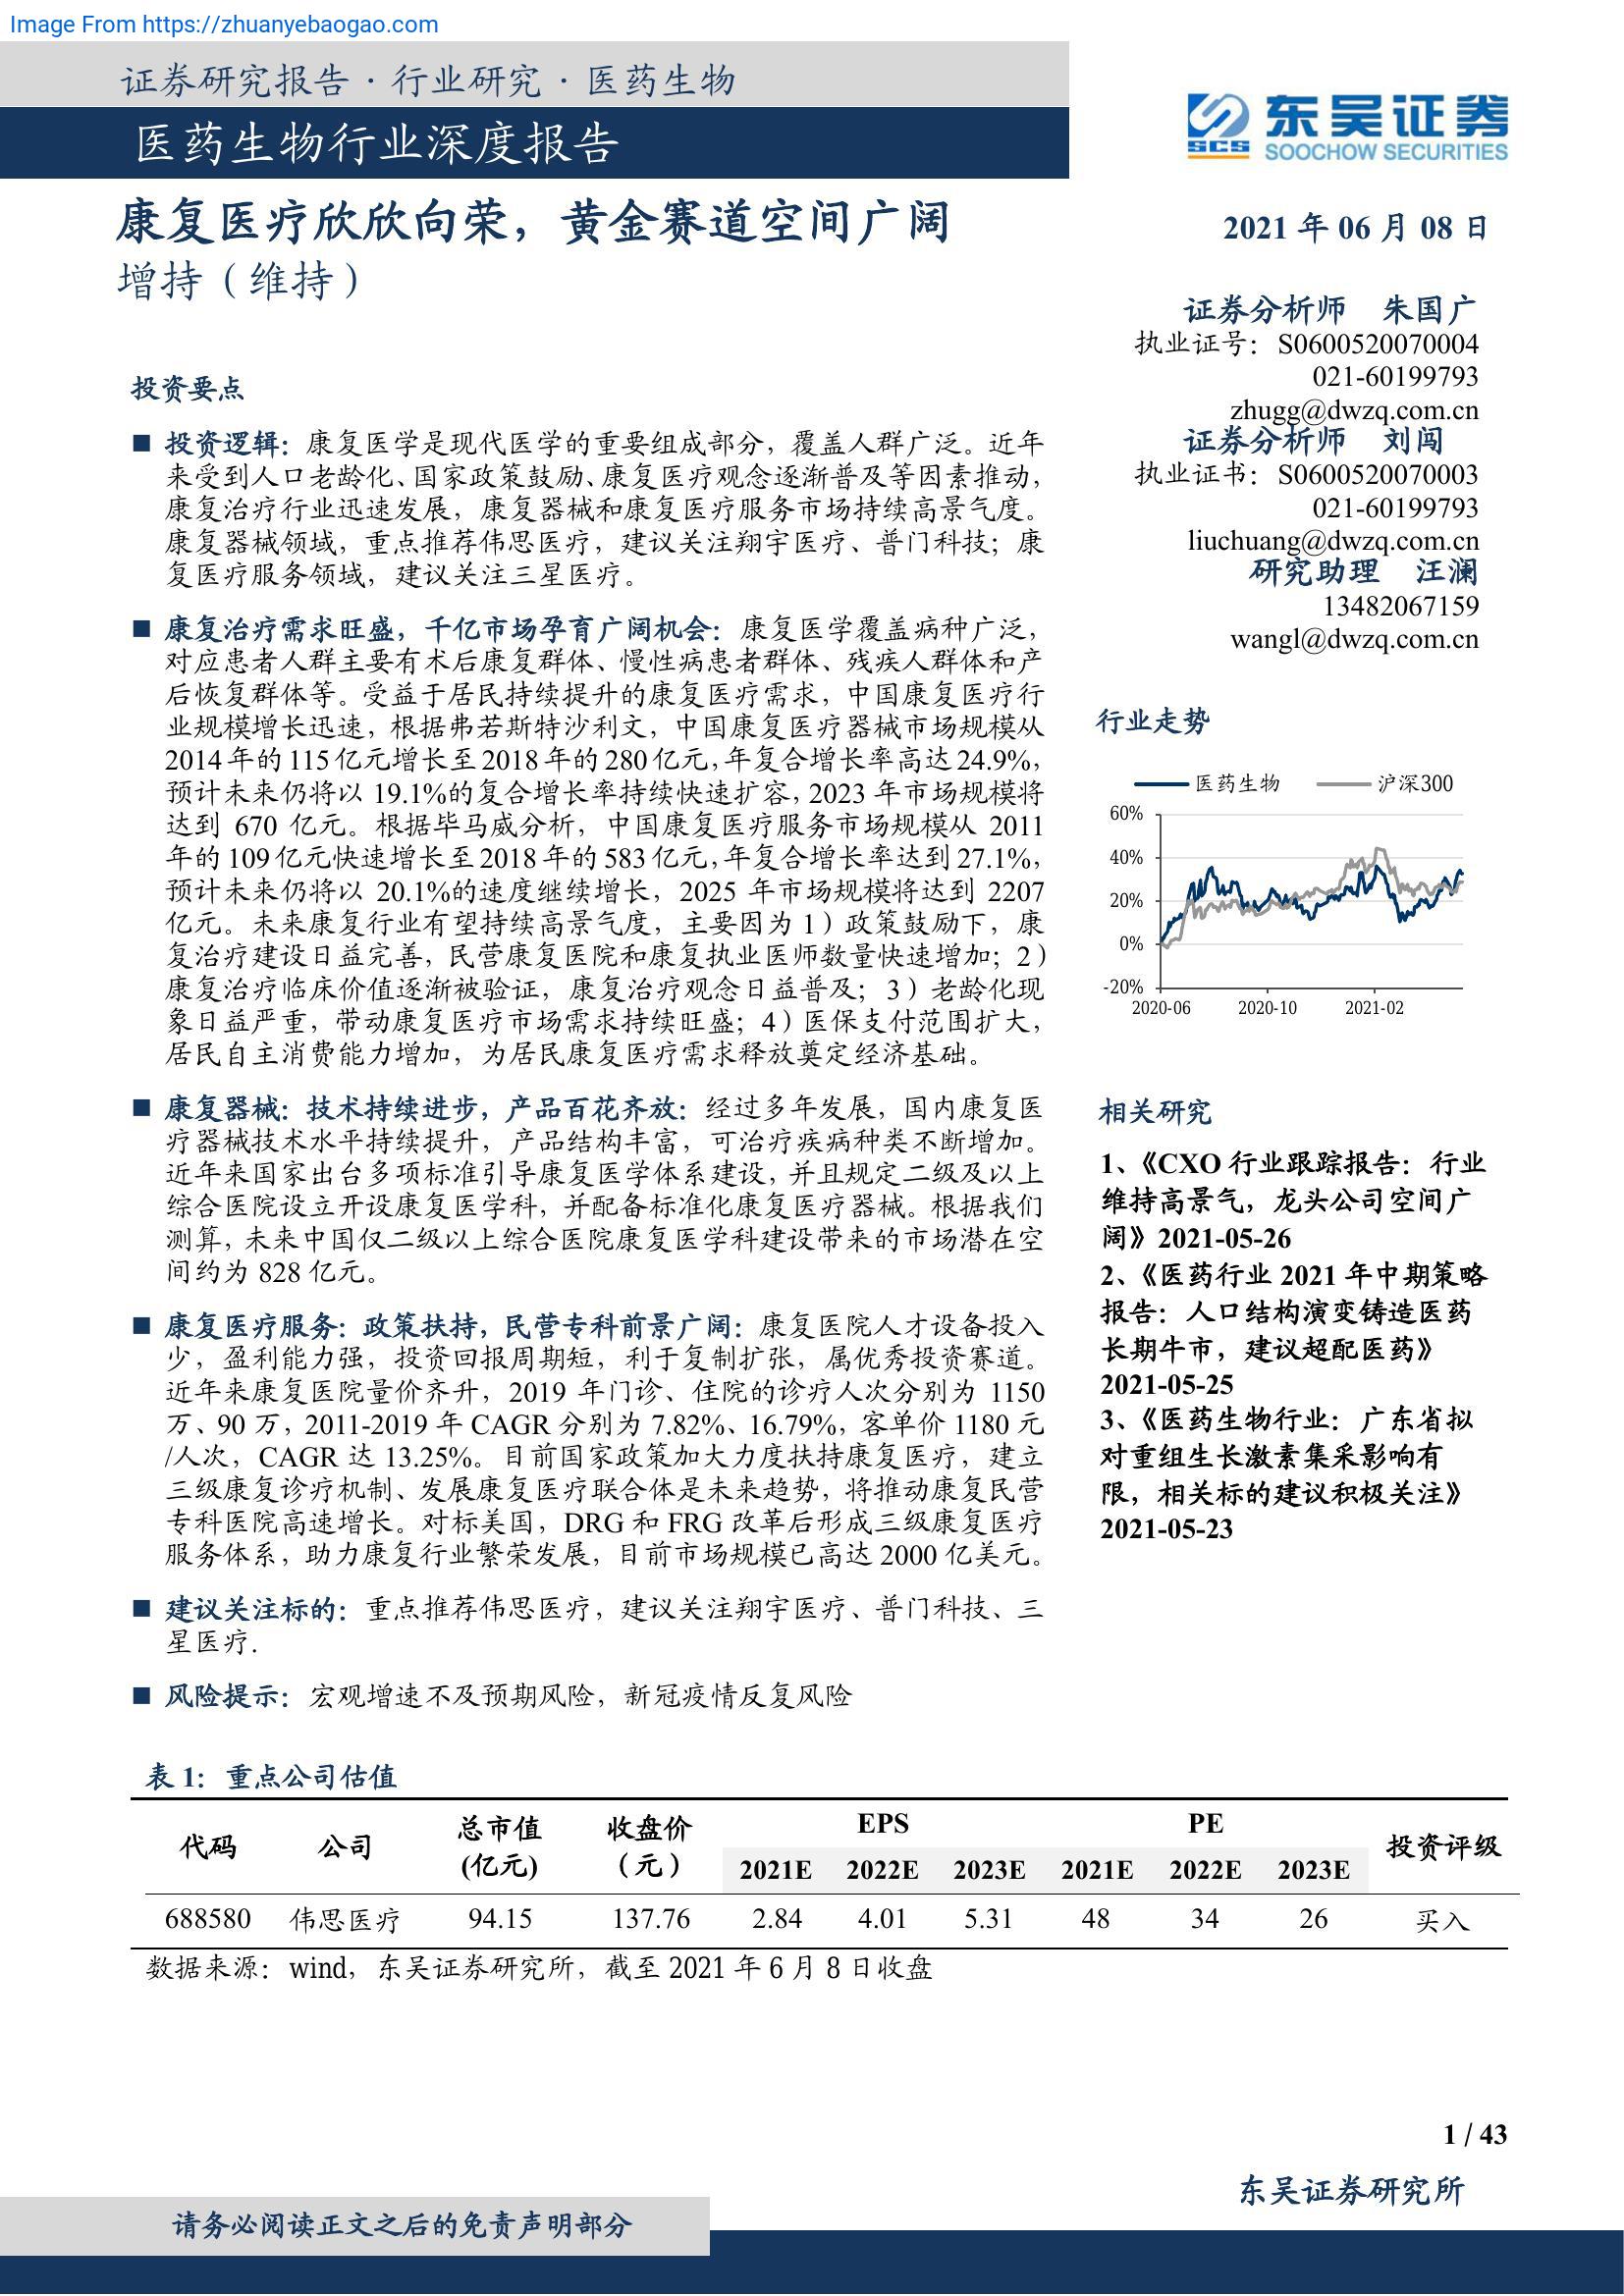 Image From https://zhuanyebaogao.com
证券研究报告·行业研究·医药生物
医药生物行业深度报告
SCS
东吴证券
SOOCHOW SECURITIES
康复医疗欣欣向荣，黄金赛道空间广阔
增持（维持）
2021 年 06 月 08 日
证券分析师 朱国广
执业证号：S0600520070004
021-60199793
zhugg@dwzq.com.cn
证券分析师 刘闯
执业证书：S0600520070003
021-60199793
liuchuang@dwzq.com.cn
研究助理 汪澜
13482067159
wangl@dwzq.com.cn
投资要点
■ 投资逻辑：康复医学是现代医学的重要组成部分，覆盖人群广泛。近年
来受到人口老龄化、国家政策鼓励、康复医疗观念逐渐普及等因素推动，
康复治疗行业迅速发展，康复器械和康复医疗服务市场持续高景气度。
康复器械领域，重点推荐伟思医疗，建议关注翔宇医疗、普门科技；康
复医疗服务领域，建议关注三星医疗。
■ 康复治疗需求旺盛，千亿市场孕育广阔机会：康复医学覆盖病种广泛，
对应患者人群主要有术后康复群体、慢性病患者群体、残疾人群体和产
后恢复群体等。受益于居民持续提升的康复医疗需求，中国康复医疗行
业规模增长迅速，根据弗若斯特沙利文，中国康复医疗器械市场规模从
2014 年的 115 亿元增长至 2018 年的 280 亿元，年复合增长率高达 24.9%，
预计未来仍将以 19.1%的复合增长率持续快速扩容，2023 年市场规模将
达到 670 亿元。根据毕马威分析，中国康复医疗服务市场规模从 2011
年的 109 亿元快速增长至 2018 年的 583 亿元，年复合增长率达到 27.1%，
预计未来仍将以 20.1%的速度继续增长，2025 年市场规模将达到 2207
亿元。未来康复行业有望持续高景气度，主要因为 1）政策鼓励下，康
复治疗建设日益完善，民营康复医院和康复执业医师数量快速增加；2）
康复治疗临床价值逐渐被验证，康复治疗观念日益普及；3）老龄化现
象日益严重，带动康复医疗市场需求持续旺盛；4）医保支付范围扩大，
居民自主消费能力增加，为居民康复医疗需求释放奠定经济基础。
■ 康复器械：技术持续进步，产品百花齐放：经过多年发展，国内康复医
疗器械技术水平持续提升，产品结构丰富，可治疗疾病种类不断增加。
近年来国家出台多项标准引导康复医学体系建设，并且规定二级及以上
综合医院设立开设康复医学科，并配备标准化康复医疗器械。根据我们
测算，未来中国仅二级以上综合医院康复医学科建设带来的市场潜在空
间约为 828 亿元。
■ 康复医疗服务：政策扶持，民营专科前景广阔：康复医院人才设备投入
少，盈利能力强，投资回报周期短，利于复制扩张，属优秀投资赛道。
近年来康复医院量价齐升，2019 年门诊、住院的诊疗人次分别为 1150
万、90 万，2011-2019 年 CAGR 分别为 7.82%、16.79%，客单价 1180 元
/人次，CAGR 达 13.25%。目前国家政策加大力度扶持康复医疗，建立
三级康复诊疗机制、发展康复医疗联合体是未来趋势，将推动康复民营
专科医院高速增长。对标美国，DRG 和 FRG 改革后形成三级康复医疗
服务体系，助力康复行业繁荣发展，目前市场规模已高达 2000 亿美元。
■ 建议关注标的：重点推荐伟思医疗，建议关注翔宇医疗、普门科技、三
星医疗.
■ 风险提示：宏观增速不及预期风险，新冠疫情反复风险
行业走势
医药生物 沪深300
60%
40%
20%
0%
-20%
2020-06 2020-10 2021-02
相关研究
1、《CXO 行业跟踪报告：行业
维持高景气，龙头公司空间广
阔》2021-05-26
2、《医药行业 2021 年中期策略
报告：人口结构演变铸造医药
长期牛市，建议超配医药》
2021-05-25
3、《医药生物行业：广东省拟
对重组生长激素集采影响有
限，相关标的建议积极关注》
2021-05-23
表 1：重点公司估值
代码 公司 总市值 收盘价 EPS PE 投资评级
(亿元) （元） 2021E 2022E 2023E 2021E 2022E 2023E
688580 伟思医疗 94.15 137.76 2.84 4.01 5.31 48 34 26 买入
数据来源：wind，东吴证券研究所，截至 2021 年 6 月 8 日收盘
1 / 43
东吴证券研究所
请务必阅读正文之后的免责声明部分